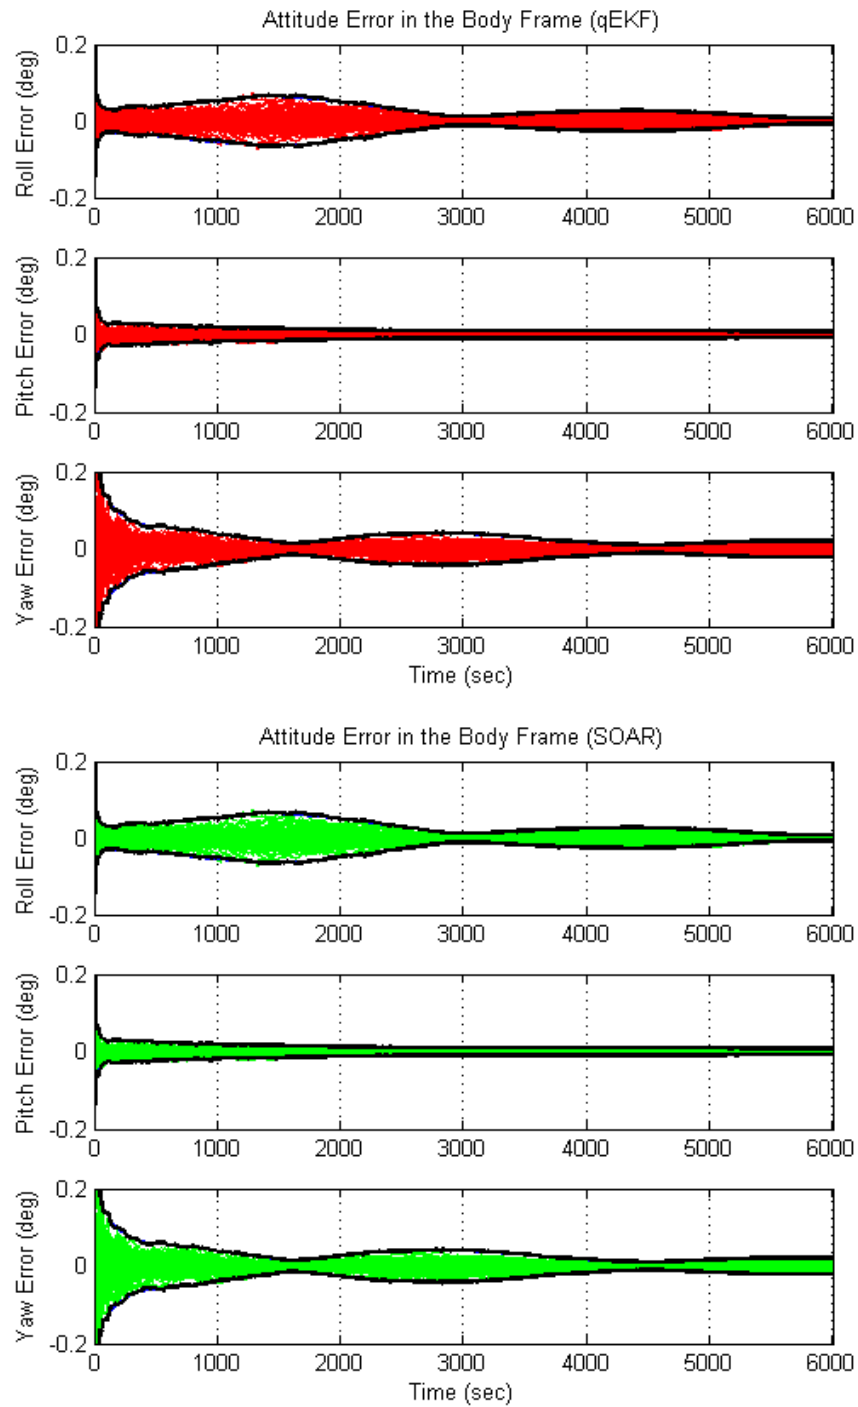 Attitude Error in the Body Frame (qEKF)
Roll Error (deg)
0.2
0
-0.2
0 1000 2000 3000 4000 5000 6000
Pitch Error (deg)
0.2
0
-0.2
0 1000 2000 3000 4000 5000 6000
Yaw Error (deg)
0.2
0
-0.2
0 1000 2000 3000 4000 5000 6000
Time (sec)
Attitude Error in the Body Frame (SOAR)
Roll Error (deg)
0.2
0
-0.2
0 1000 2000 3000 4000 5000 6000
Pitch Error (deg)
0.2
0
-0.2
0 1000 2000 3000 4000 5000 6000
Yaw Error (deg)
0.2
0
-0.2
0 1000 2000 3000 4000 5000 6000
Time (sec)